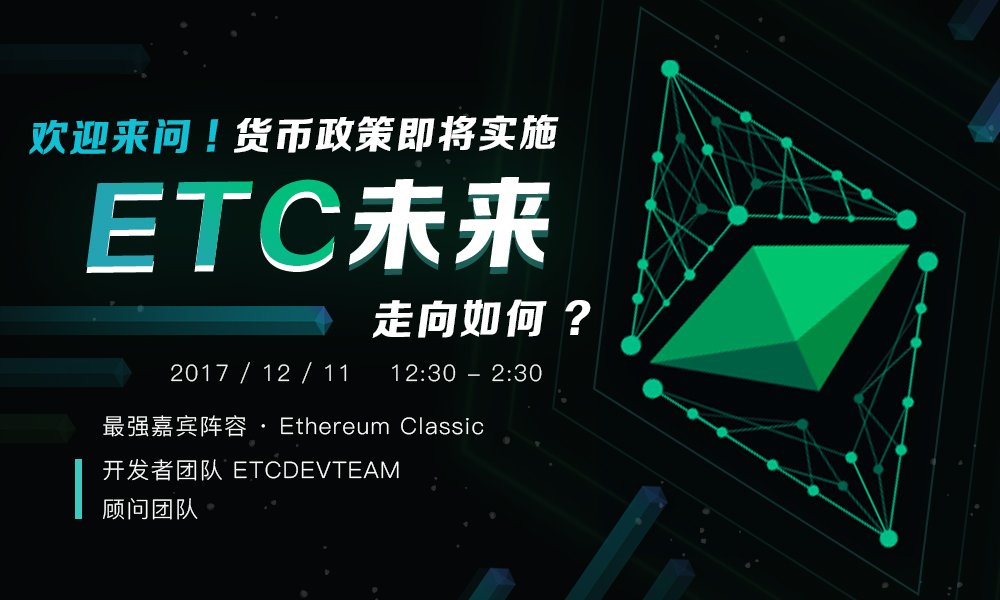 欢迎来问！货币政策即将实施
ETC未来
走向如何？
2017 / 12 / 11 12:30 – 2:30
最强嘉宾阵容 · Ethereum Classic
开发者团队 ETCDEVTEAM
顾问团队